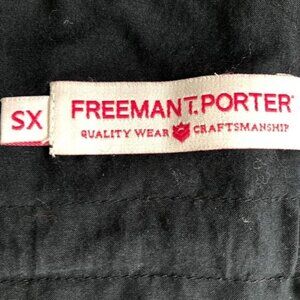 SX
FREEMAN T. PORTER
QUALITY WEAR CRAFTSMANSHIP